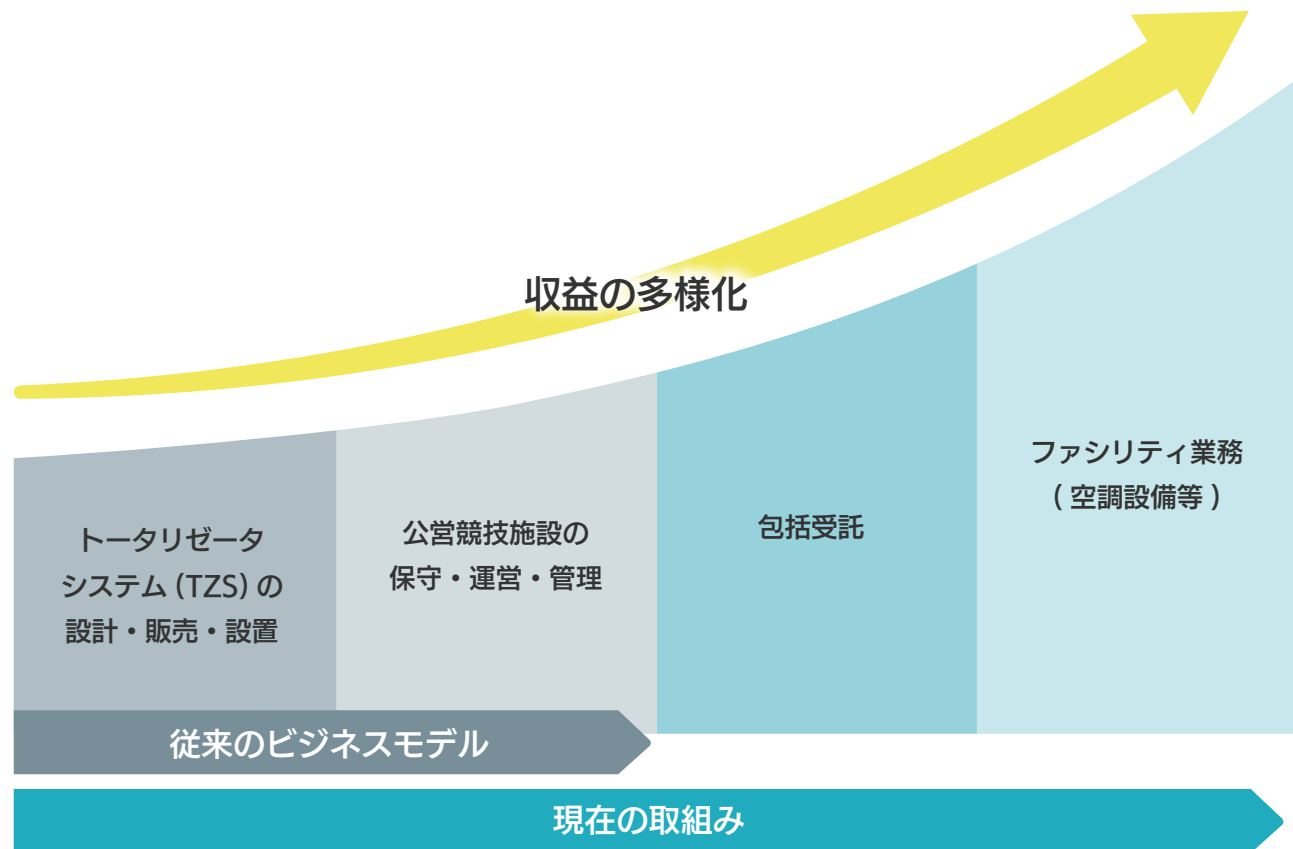 収益の多様化
トータリゼータ
システム（TZS）の
設計・販売・設置
公営競技施設の
保守・運営・管理
包括受託
ファシリティ業務
( 空調設備等 )
従来のビジネスモデル
現在の取組み